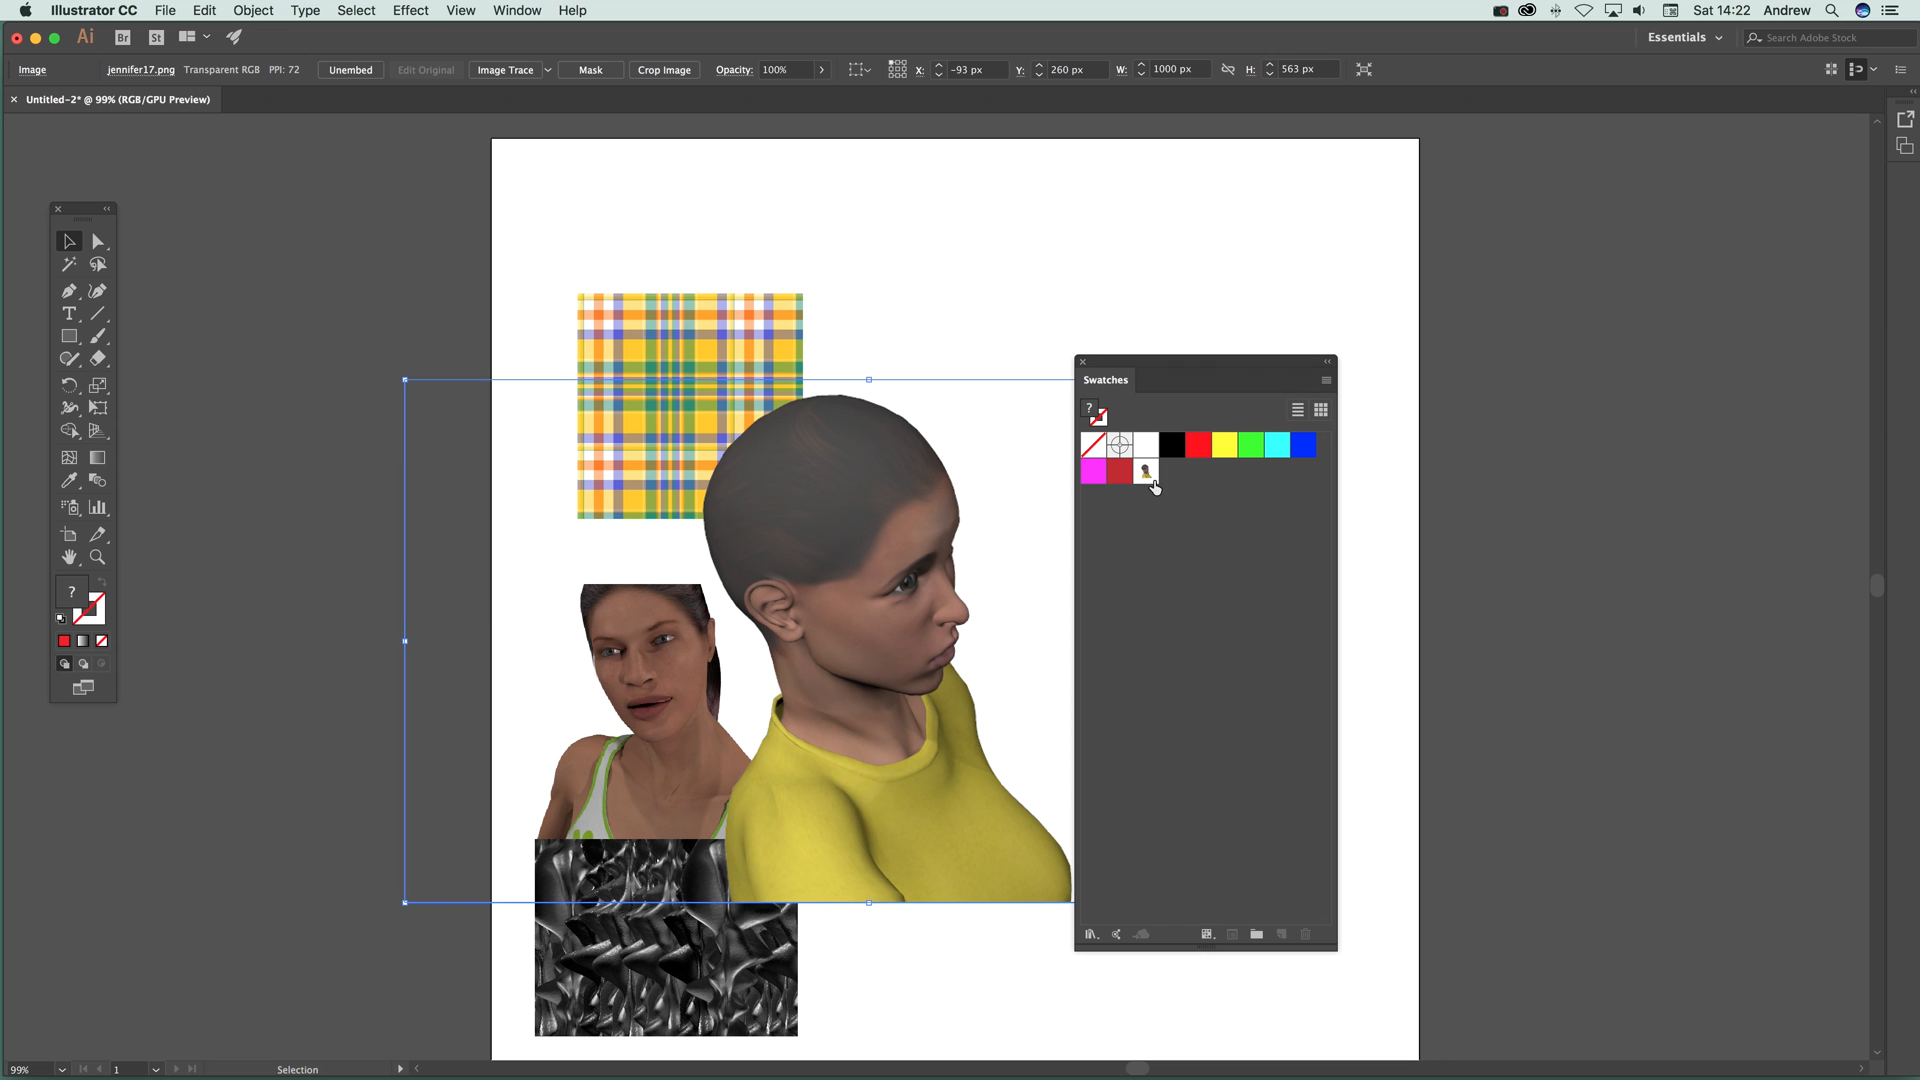 Illustrator CC File Edit Object Type Select Effect View Window Help
Sat 14:22 Andrew
Ai Br St
Essentials Search Adobe Stock
Image jennifer17.png Transparent RGB PPI: 72 Unembed Edit Original Image Trace Mask Crop Image Opacity: 100% X: -93 px Y: 260 px W: 1000 px H: 563 px
Untitled-2* @ 99% (RGB/GPU Preview)
Swatches
?
T
?
99% 1 Selection